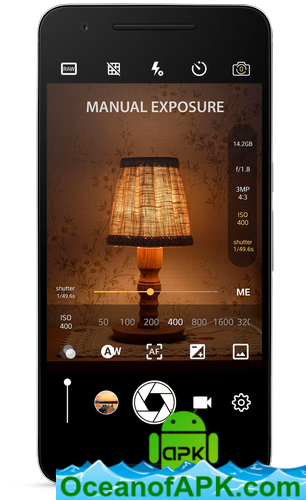 RAW
MANUAL EXPOSURE
14.2GB
f/1.8
3MP
4:3
ISO
400
shutter
1/49.6s
shutter
1/49.6s
ME
ISO
400
50 100 200 400 800 1600 320
AW
AF
APK
OceanofAPK.com